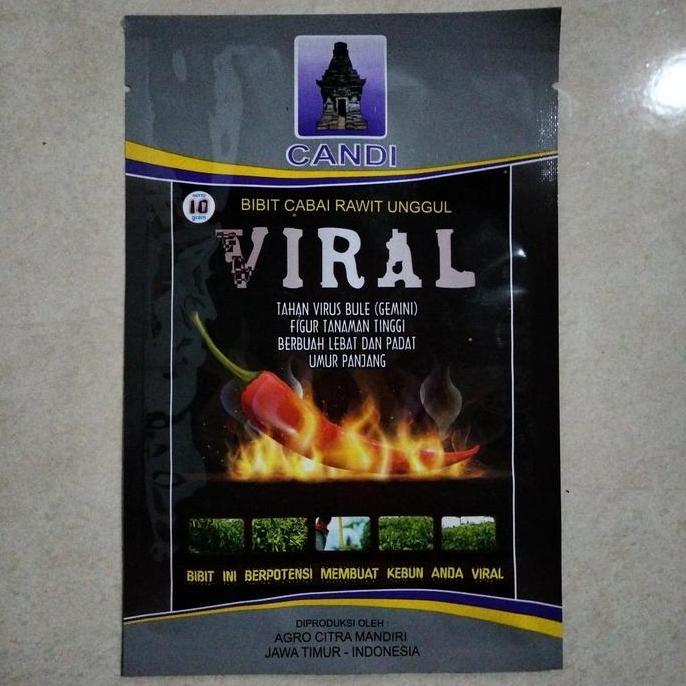 CANDI
netto
10
gram
BIBIT CABAI RAWIT UNGGUL
VIRAL
TAHAN VIRUS BULE (GEMINI)
FIGUR TANAMAN TINGGI
BERBUAH LEBAT DAN PADAT
UMUR PANJANG
BIBIT INI BERPOTENSI MEMBUAT KEBUN ANDA VIRAL
DIPRODUKSI OLEH :
AGRO CITRA MANDIRI
JAWA TIMUR - INDONESIA